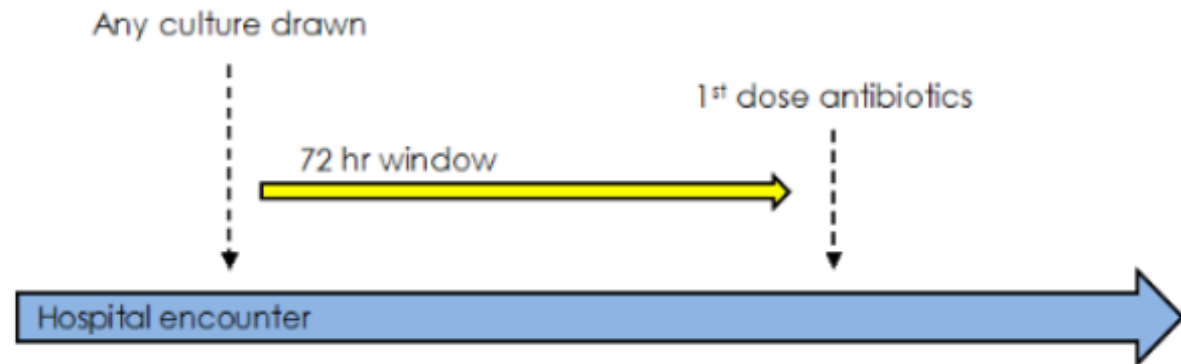 Any culture drawn
1st dose antibiotics
72 hr window
Hospital encounter